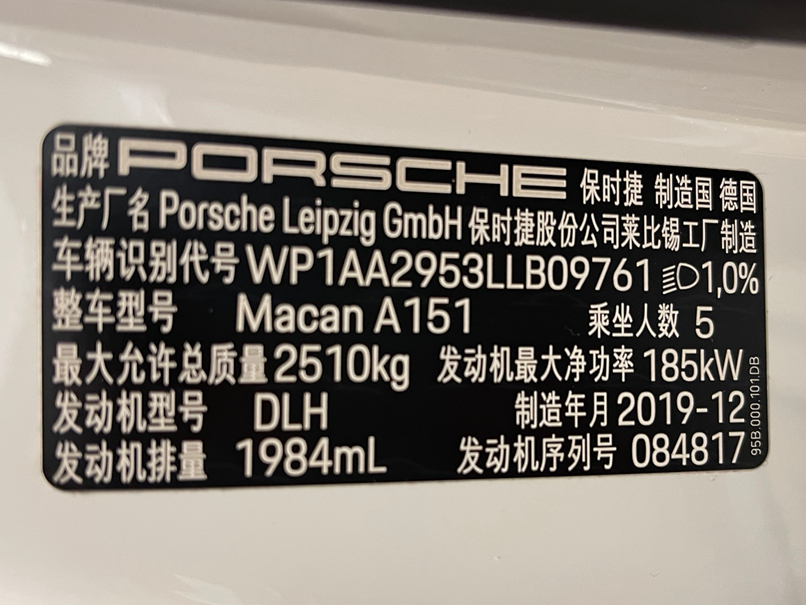 品牌 PORSCHE 保时捷 制造国 德国
生产厂名 Porsche Leipzig GmbH 保时捷股份公司莱比锡工厂制造
车辆识别代号 WP1AA2953LLB09761 1,0%
整车型号 Macan A151 乘坐人数 5
最大允许总质量 2510kg 发动机最大净功率 185kW
发动机型号 DLH 制造年月 2019-12
发动机排量 1984mL 发动机序列号 084817
95B.000.101.DB